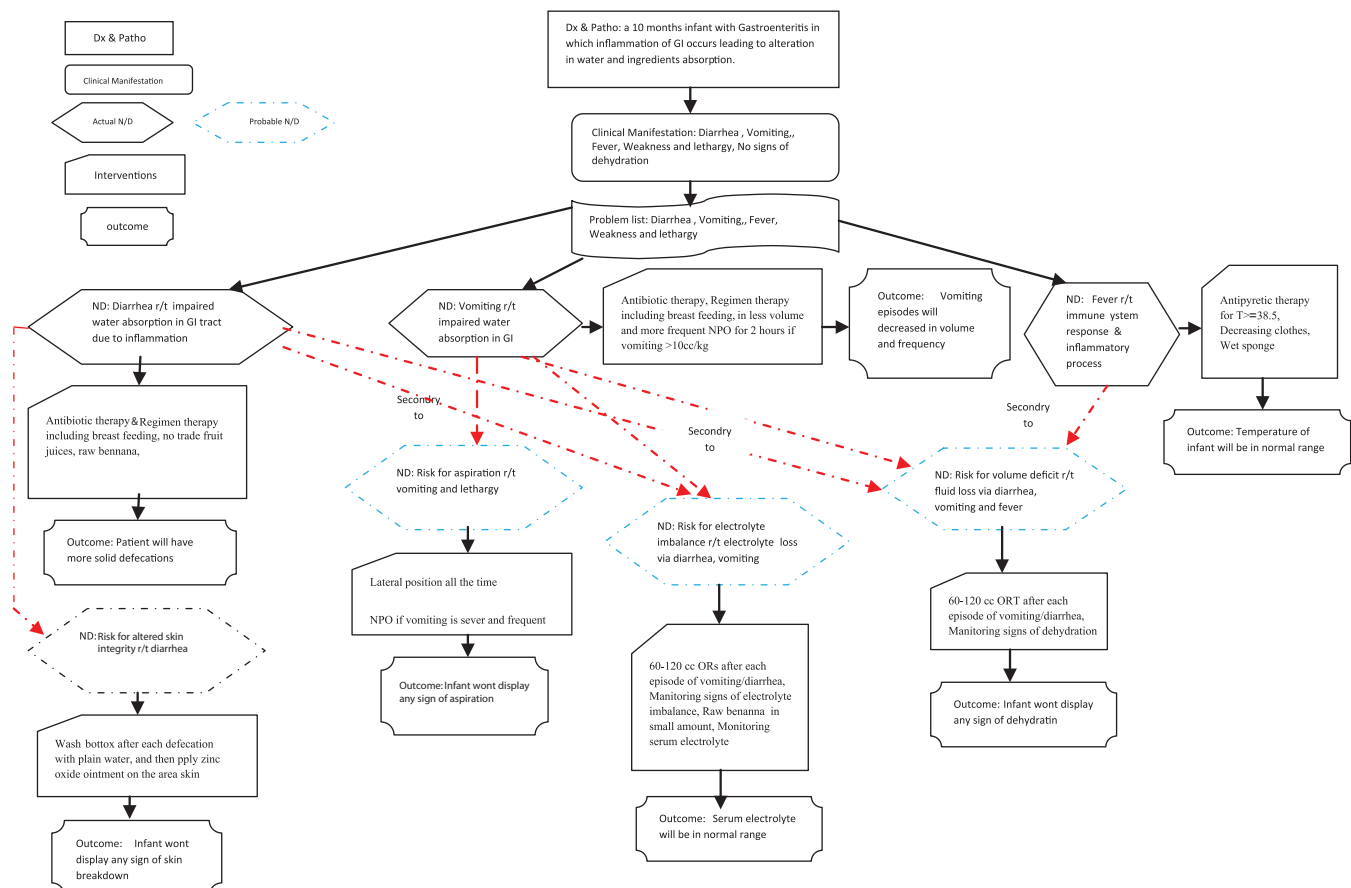 Dx & Patho
Clinical Manifestation
Actual N/D
Probable N/D
Interventions
outcome
Dx & Patho: a 10 months infant with Gastroenteritis in
which inflammation of GI occurs leading to alteration
in water and ingredients absorption.
Clinical Manifestation: Diarrhea , Vomiting,,
Fever, Weakness and lethargy, No signs of
dehydration
Problem list: Diarrhea , Vomiting,, Fever,
Weakness and lethargy
ND: Diarrhea r/t impaired
water absorption in GI tract
due to inflammation
ND: Vomiting r/t
impaired water
absorption in GI
Antibiotic therapy, Regimen therapy
including breast feeding, in less volume
and more frequent NPO for 2 hours if
vomiting >10cc/kg
Outcome: Vomiting
episodes will
decreased in volume
and frequency
ND: Fever r/t
immune ystem
response &
inflammatory
process
Antipyretic therapy
for T>=38.5,
Decreasing clothes,
Wet sponge
Antibiotic therapy & Regimen therapy
including breast feeding, no trade fruit
juices, raw bennana,
Secondry
to
Secondry
to
Secondry
to
Outcome: Temperature of
infant will be in normal range
ND: Risk for aspiration r/t
vomiting and lethargy
ND: Risk for volume deficit r/t
fluid loss via diarrhea,
vomiting and fever
Outcome: Patient will have
more solid defecations
ND: Risk for electrolyte
imbalance r/t electrolyte loss
via diarrhea, vomiting
Lateral position all the time
NPO if vomiting is sever and frequent
60-120 cc ORT after each
episode of vomiting/diarrhea,
Manitoring signs of dehydration
ND: Risk for altered skin
integrity r/t diarrhea
Outcome: Infant wont display
any sign of aspiration
60-120 cc ORs after each
episode of vomiting/diarrhea,
Manitoring signs of electrolyte
imbalance, Raw benanna in
small amount, Monitoring
serum electrolyte
Outcome: Infant wont display
any sign of dehydratin
Wash bottox after each defecation
with plain water, and then pply zinc
oxide ointment on the area skin
Outcome: Serum electrolyte
will be in normal range
Outcome: Infant wont
display any sign of skin
breakdown